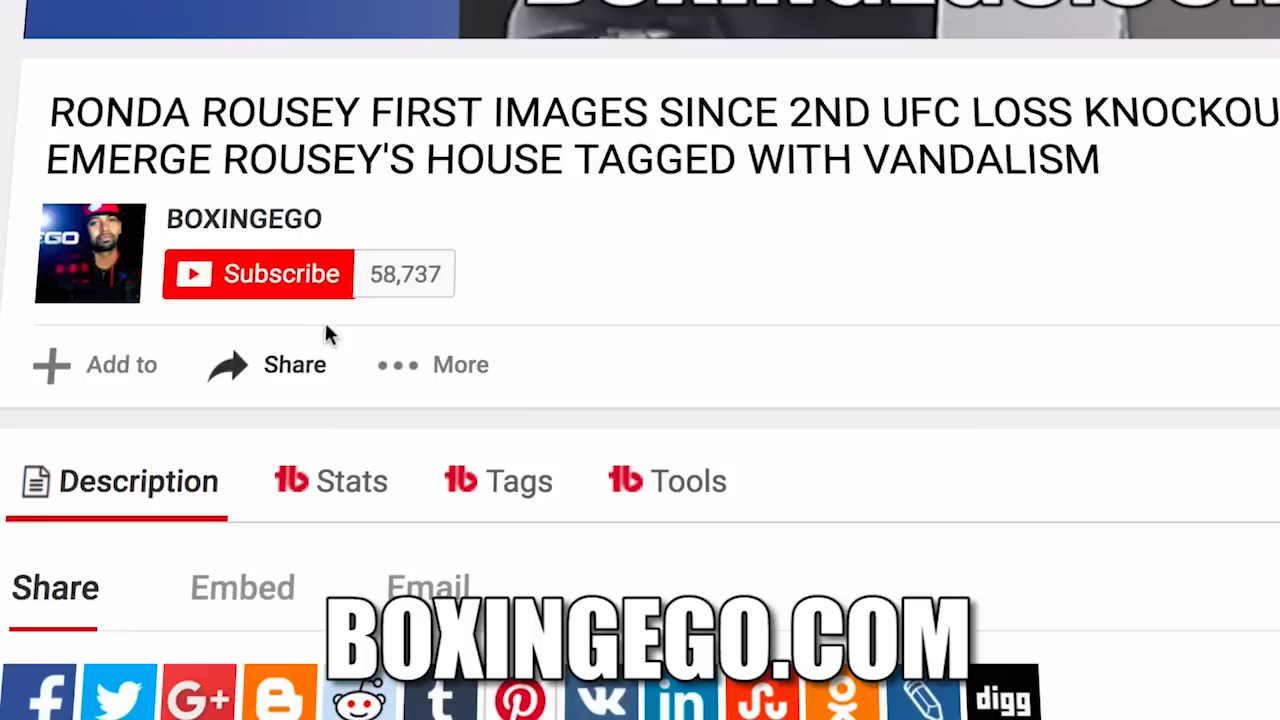 RONDA ROUSEY FIRST IMAGES SINCE 2ND UFC LOSS KNOCKOU
EMERGE ROUSEY'S HOUSE TAGGED WITH VANDALISM
BOXINGEGO
Subscribe 58,737
Add to Share More
Description Stats Tags Tools
Share Embed Email
BOXINGEGO.COM
digg